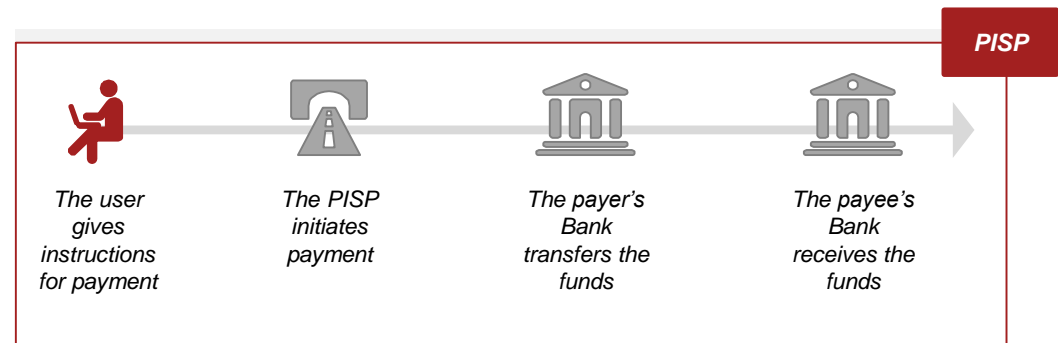 PISP
The user
gives
instructions
for payment
The PISP
initiates
payment
The payer's
Bank
transfers the
funds
The payee's
Bank
receives the
funds